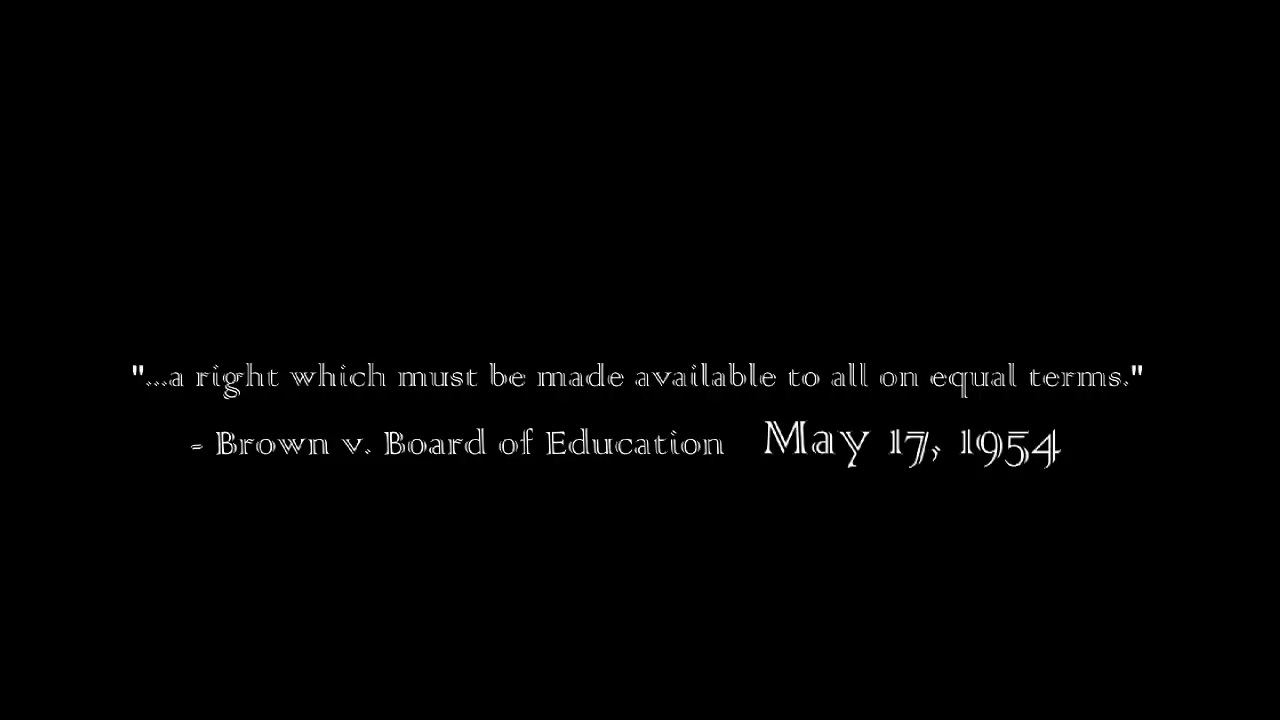 "...a right which must be made available to all on equal terms."
- Brown v. Board of Education May 17, 1954